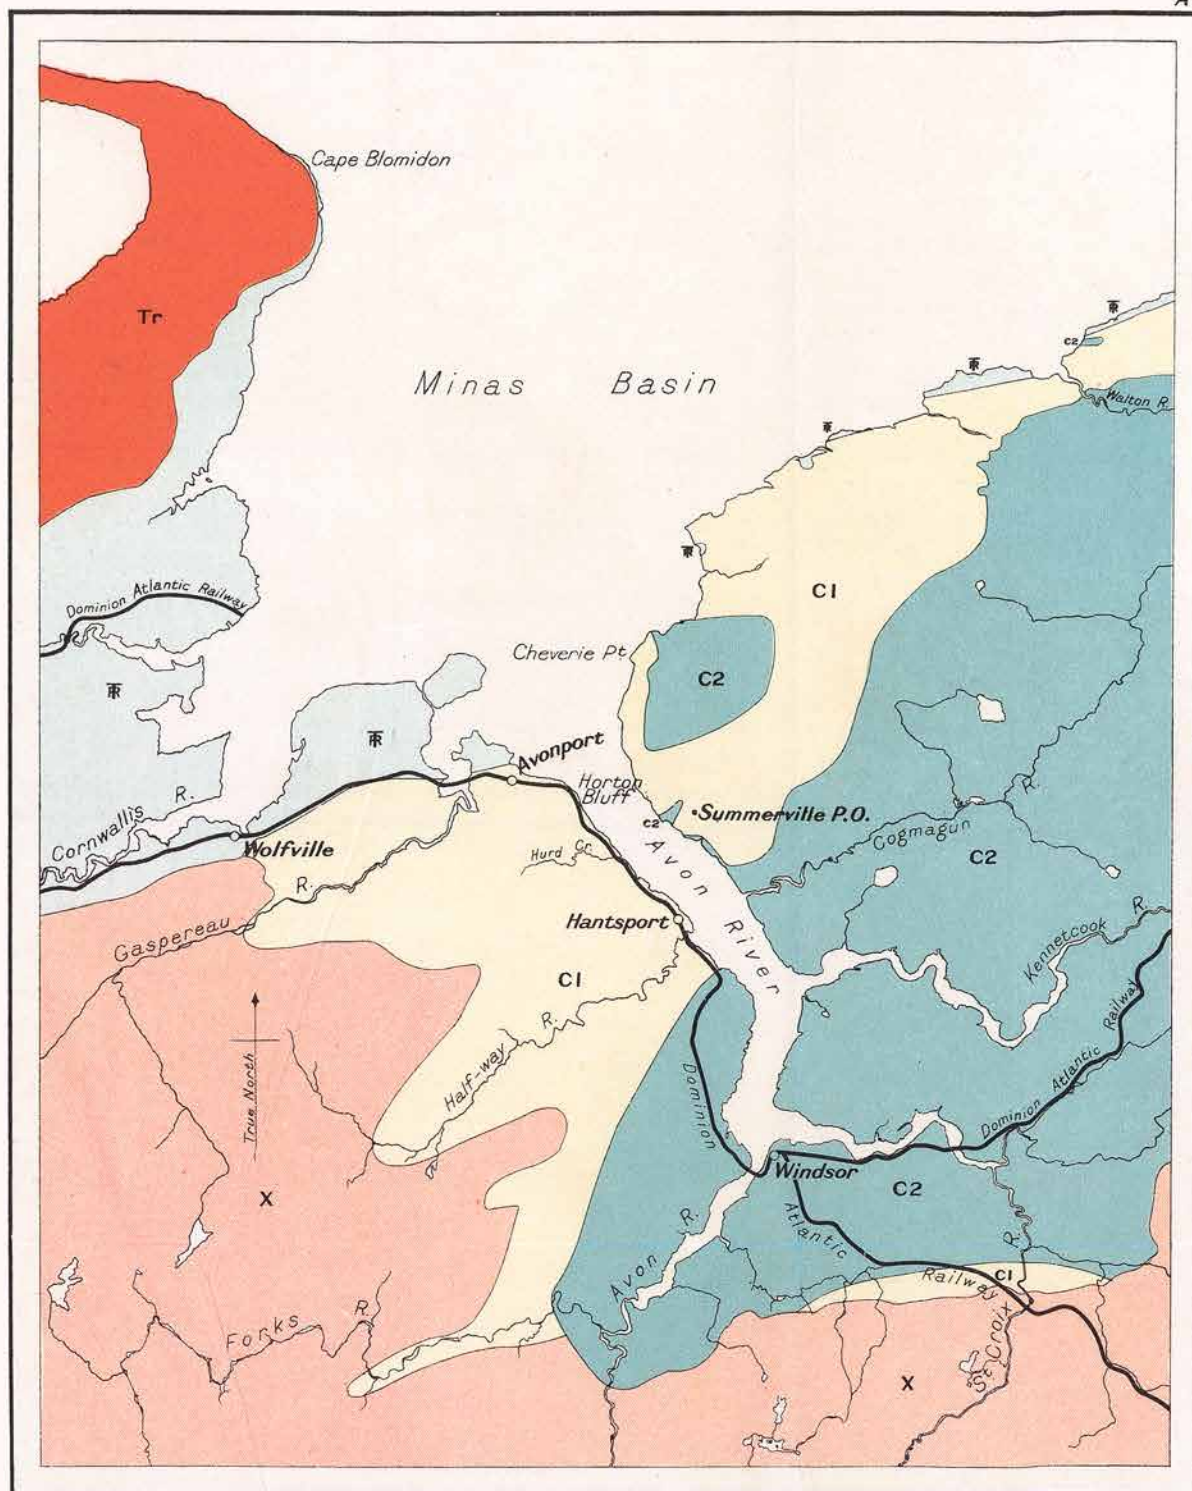 A
Cape Blomidon
Tr
Minas Basin
C2
Walton R.
C1
Dominion Atlantic Railway
Cheverie Pt.
C2
Avonport
Horton
Bluff
Summerville P.O.
C2
Cornwallis R.
Wolfville
Hurd Cr.
Avon River
Cogmagun R.
C2
Gaspereau R.
Hantsport
Kennetcook R.
C1
Half-way R.
True North
Dominion
Atlantic
Railway
Dominion Atlantic Railway
Windsor
C2
X
Avon R.
C1
St. Croix R.
Forks R.
X